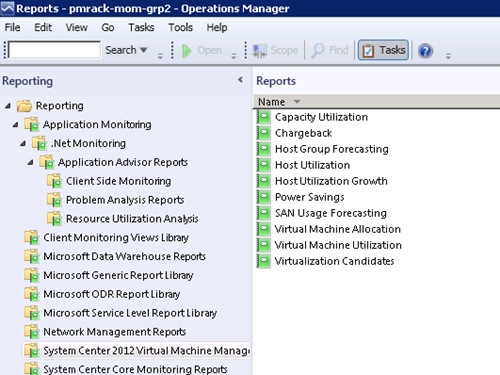 Reports - pmrack-mom-grp2 - Operations Manager
File Edit View Go Tasks Tools Help
Search Open Scope Find Tasks
Reporting
Reporting
Application Monitoring
.Net Monitoring
Application Advisor Reports
Client Side Monitoring
Problem Analysis Reports
Resource Utilization Analysis
Client Monitoring Views Library
Microsoft Data Warehouse Reports
Microsoft Generic Report Library
Microsoft ODR Report Library
Microsoft Service Level Report Library
Network Management Reports
System Center 2012 Virtual Machine Manag
System Center Core Monitoring Reports
Reports
Name
Capacity Utilization
Chargeback
Host Group Forecasting
Host Utilization
Host Utilization Growth
Power Savings
SAN Usage Forecasting
Virtual Machine Allocation
Virtual Machine Utilization
Virtualization Candidates